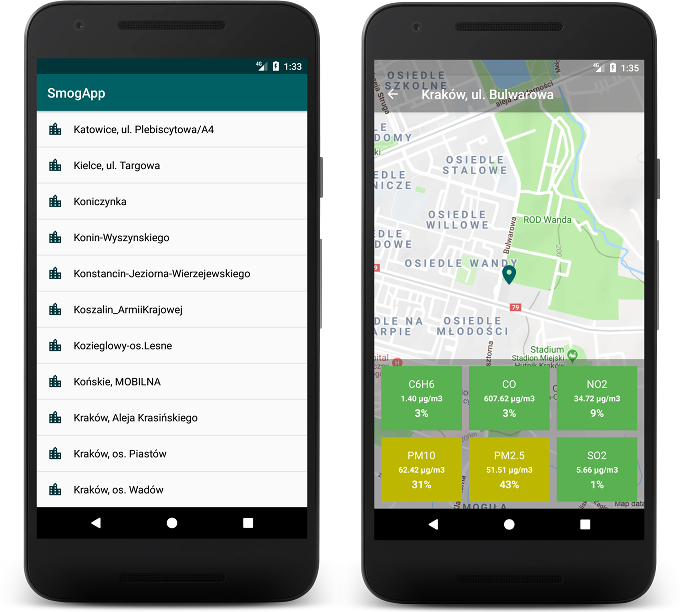 4G 1:33
SmogApp
Katowice, ul. Plebiscytowa/A4
Kielce, ul. Targowa
Koniczynka
Konin-Wyszynskiego
Konstancin-Jeziorna-Wierzejewskiego
Koszalin_ArmiiKrajowej
Kozieglowy-os.Lesne
Końskie, MOBILNA
Kraków, Aleja Krasińskiego
Kraków, os. Piastów
Kraków, os. Wadów
4G 1:35
OSIEDLE
SZKOLNE
Kraków, ul. Bulwarowa
OSIEDLE
STALOWE
OSIEDLE
WILLOWE
Bulwarowa
ROD Wanda
200
OSIEDLE WANDY
79
OSIEDLE
MŁODOŚCI
Stadion
Stadion Miejski
Hutnik Kraków
C6H6
1.40 µg/m3
3%
CO
607.62 µg/m3
3%
NO2
34.72 µg/m3
9%
PM10
62.42 µg/m3
31%
PM2.5
51.51 µg/m3
43%
SO2
5.66 µg/m3
1%
MOGIŁA
Map data